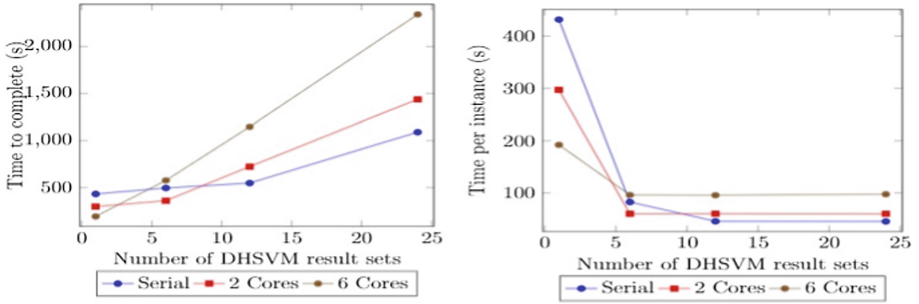 Time to complete (s)
2,000
1,500
1,000
500
0 5 10 15 20 25
Number of DHSVM result sets
Serial 2 Cores 6 Cores
Time per instance (s)
400
300
200
100
0 5 10 15 20 25
Number of DHSVM result sets
Serial 2 Cores 6 Cores